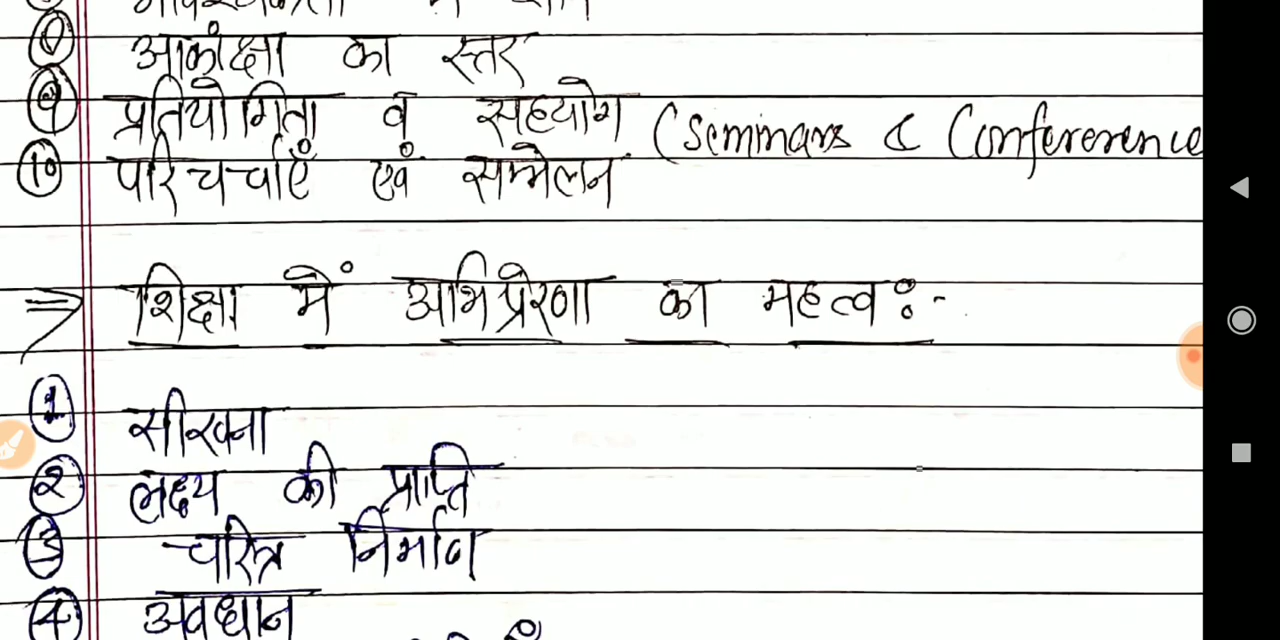 ⑧ आकांक्षा का स्तर
⑨ प्रतियोगिता व सहयोग
(Seminars & Conference
⑩ परिचर्चाएँ एवं सम्मेलन
⇒ शिक्षा में अभिप्रेरणा का महत्व :-
① सीखना
② लक्ष्य की प्राप्ति
③ चरित्र निर्माण
④ अवधान